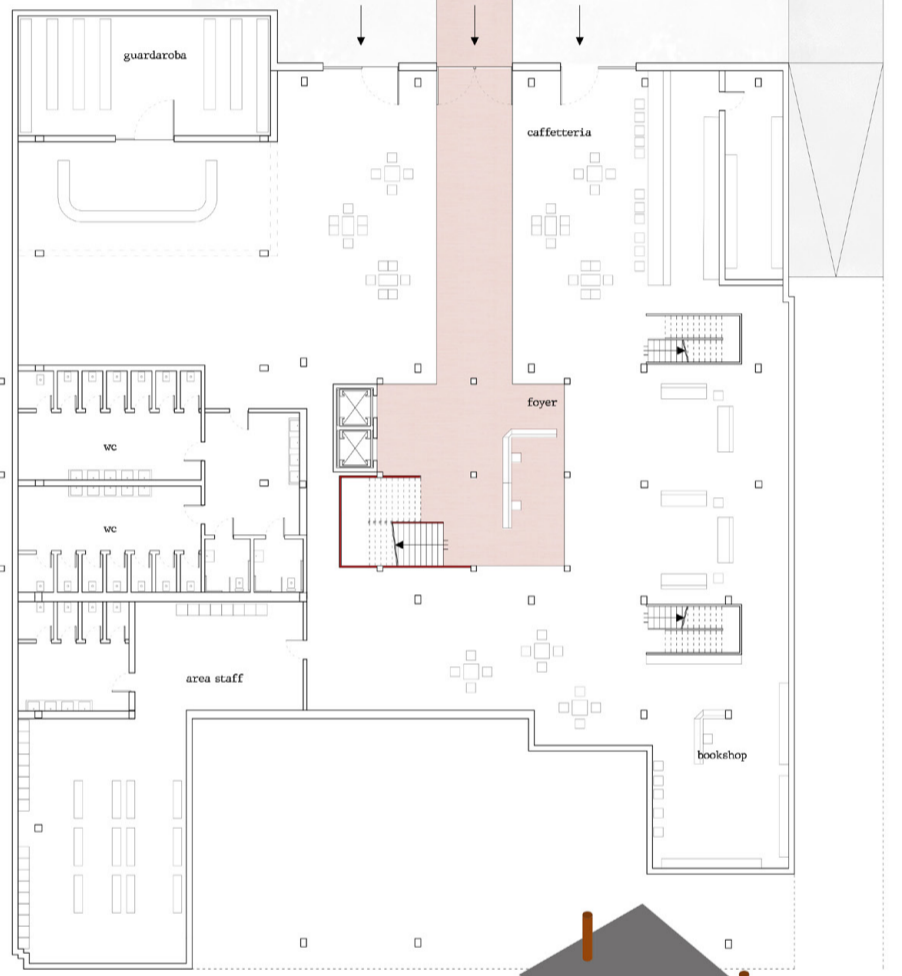 guardaroba
caffetteria
foyer
wc
wc
area staff
bookshop